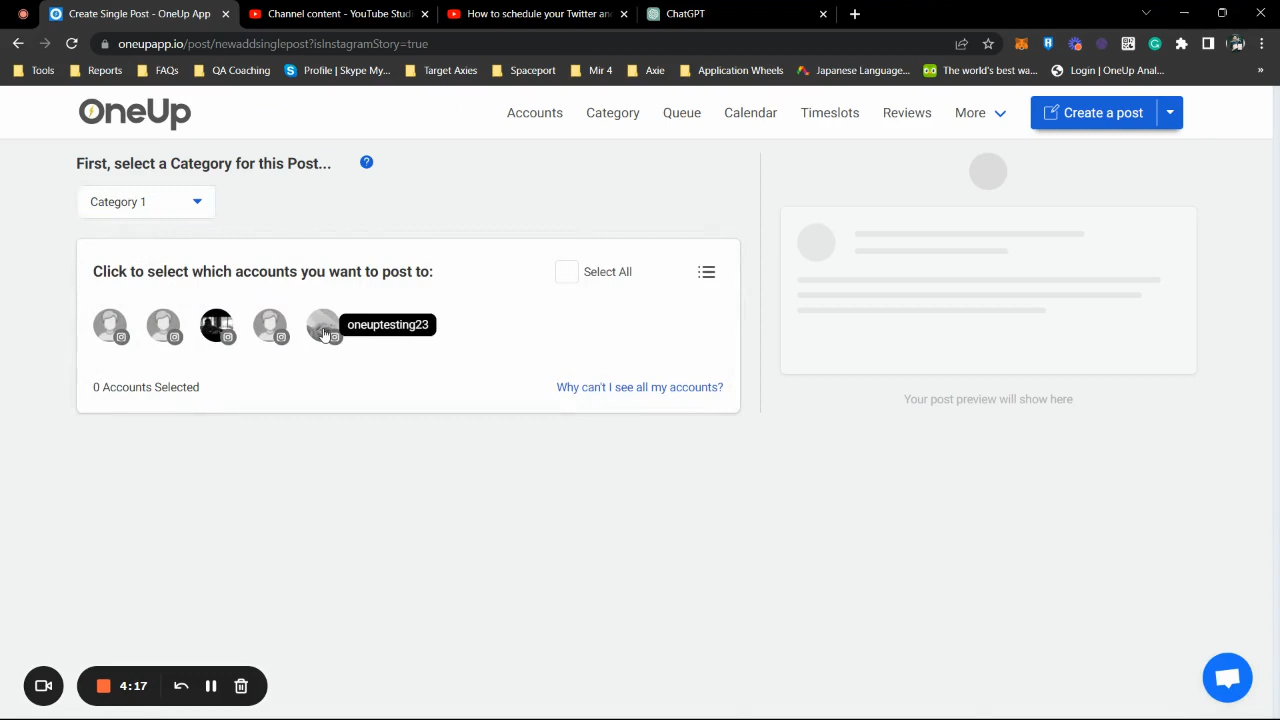 Create Single Post - OneUp App
Channel content - YouTube Studi
How to schedule your Twitter an
ChatGPT
oneupapp.io/post/newaddsinglepost?isInstagramStory=true
Tools
Reports
FAQs
QA Coaching
Profile | Skype My...
Target Axies
Spaceport
Mir 4
Axie
Application Wheels
Japanese Language...
The world's best wa...
Login | OneUp Anal...
»
OneUp
Accounts
Category
Queue
Calendar
Timeslots
Reviews
More
Create a post
First, select a Category for this Post...
?
Category 1
Click to select which accounts you want to post to:
Select All
oneuptesting23
0 Accounts Selected
Why can't I see all my accounts?
Your post preview will show here
4:17